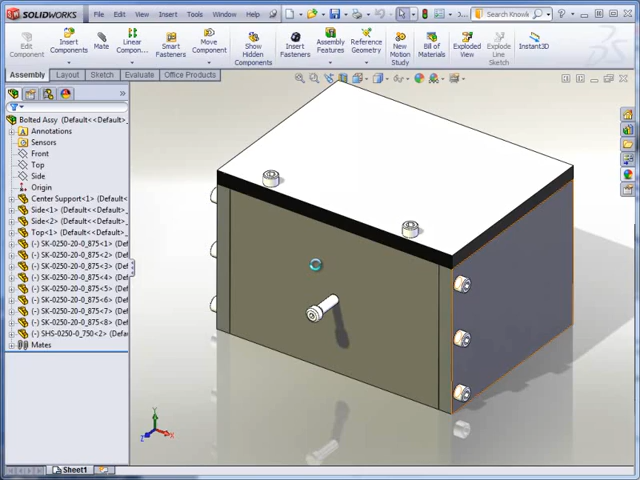 SOLIDWORKS File Edit View Insert Tools Window Help Search Knowle
Edit Component
Insert Components
Mate
Linear Compon...
Smart Fasteners
Move Component
Show Hidden Components
Insert Fasteners
Assembly Features
Reference Geometry
New Motion Study
Bill of Materials
Exploded View
Explode Line Sketch
Instant3D
Assembly Layout Sketch Evaluate Office Products
Bolted Assy (Default<<Default>
Annotations
Sensors
Front
Top
Side
Origin
Center Support<1> (Default<<D
Side<1> (Default<<Default>
Side<2> (Default<<Default>
Top<1> (Default<<Default>_
(-) SK-0250-20-0_875<1> (Def
(-) SK-0250-20-0_875<2> (Def
(-) SK-0250-20-0_875<3> (Def
(-) SK-0250-20-0_875<4> (Def
(-) SK-0250-20-0_875<5> (Def
(-) SK-0250-20-0_875<6> (Def
(-) SK-0250-20-0_875<7> (Def
(-) SK-0250-20-0_875<8> (Def
(-) SHS-0250_750<2> (Defa
Mates
Y
X
Z
Sheet1